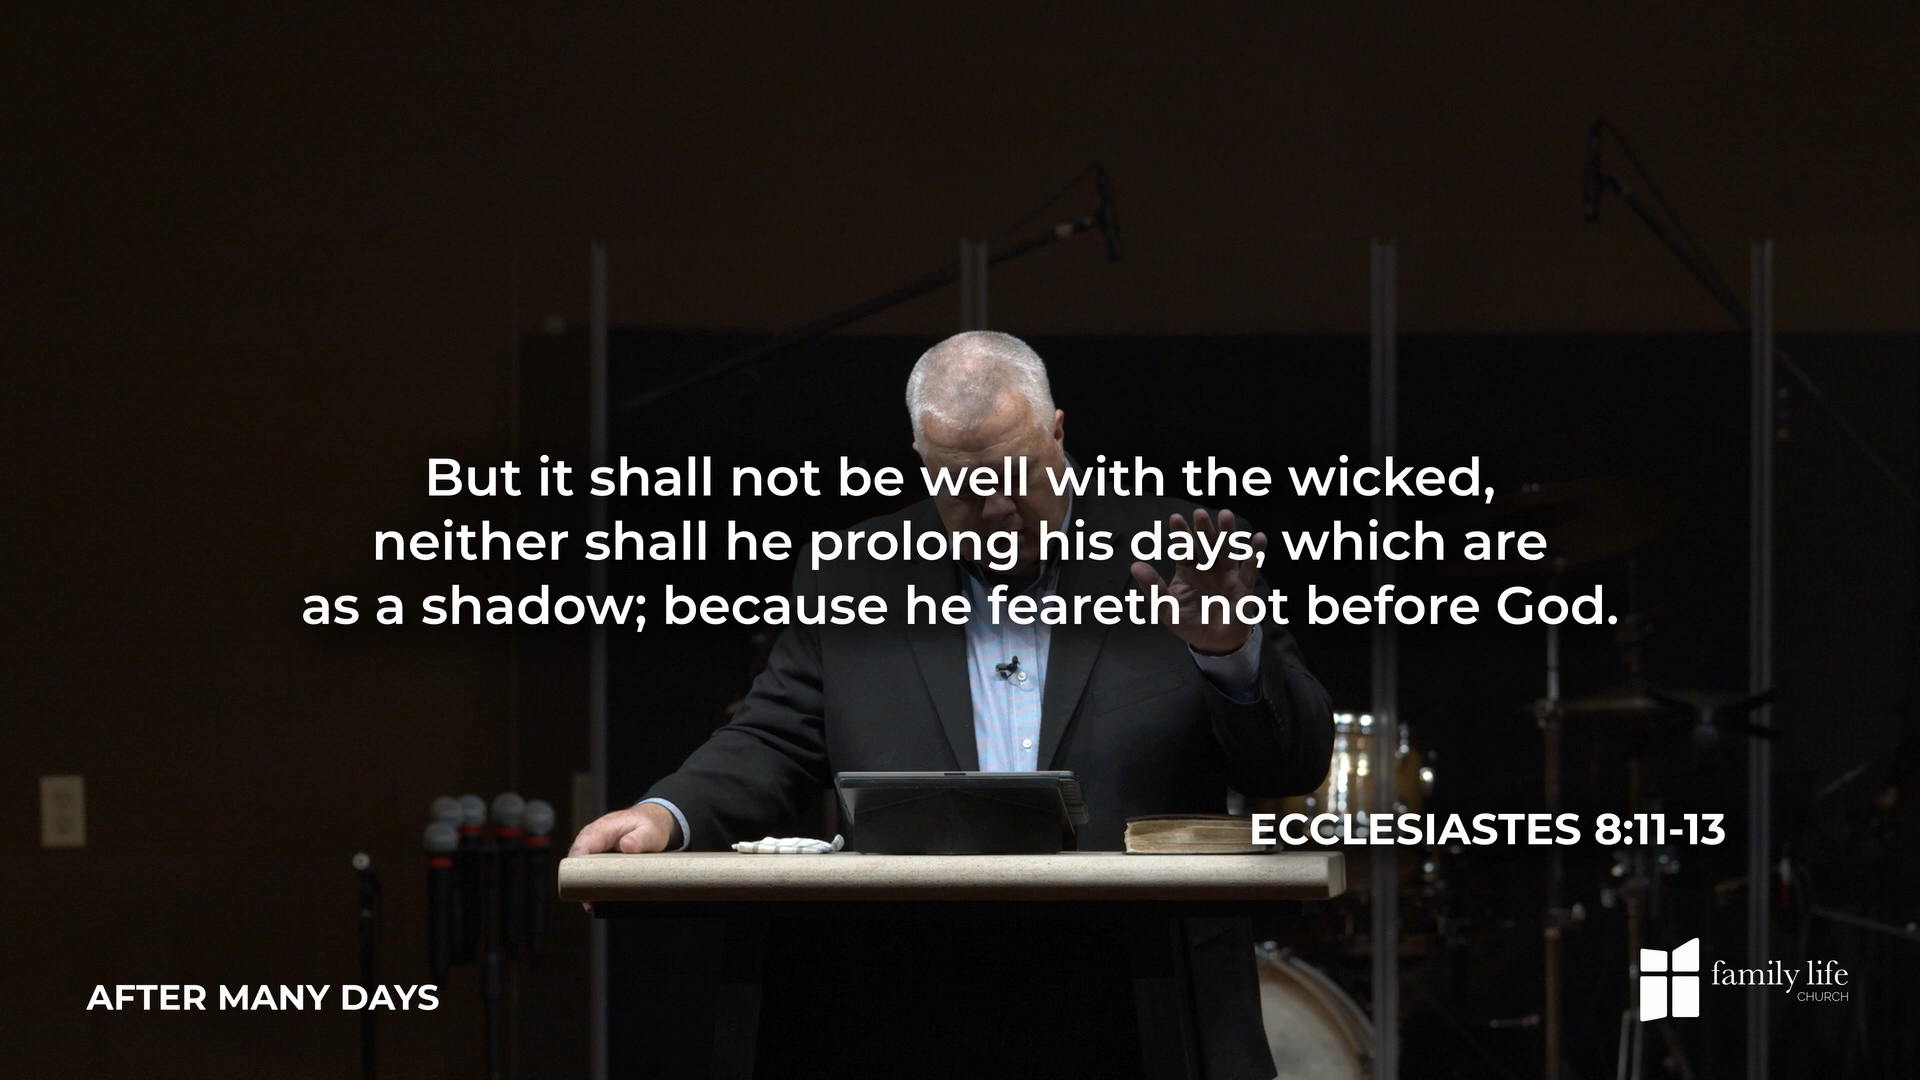 But it shall not be well with the wicked,
neither shall he prolong his days, which are
as a shadow; because he feareth not before God.
ECCLESIASTES 8:11-13
AFTER MANY DAYS
family life
CHURCH